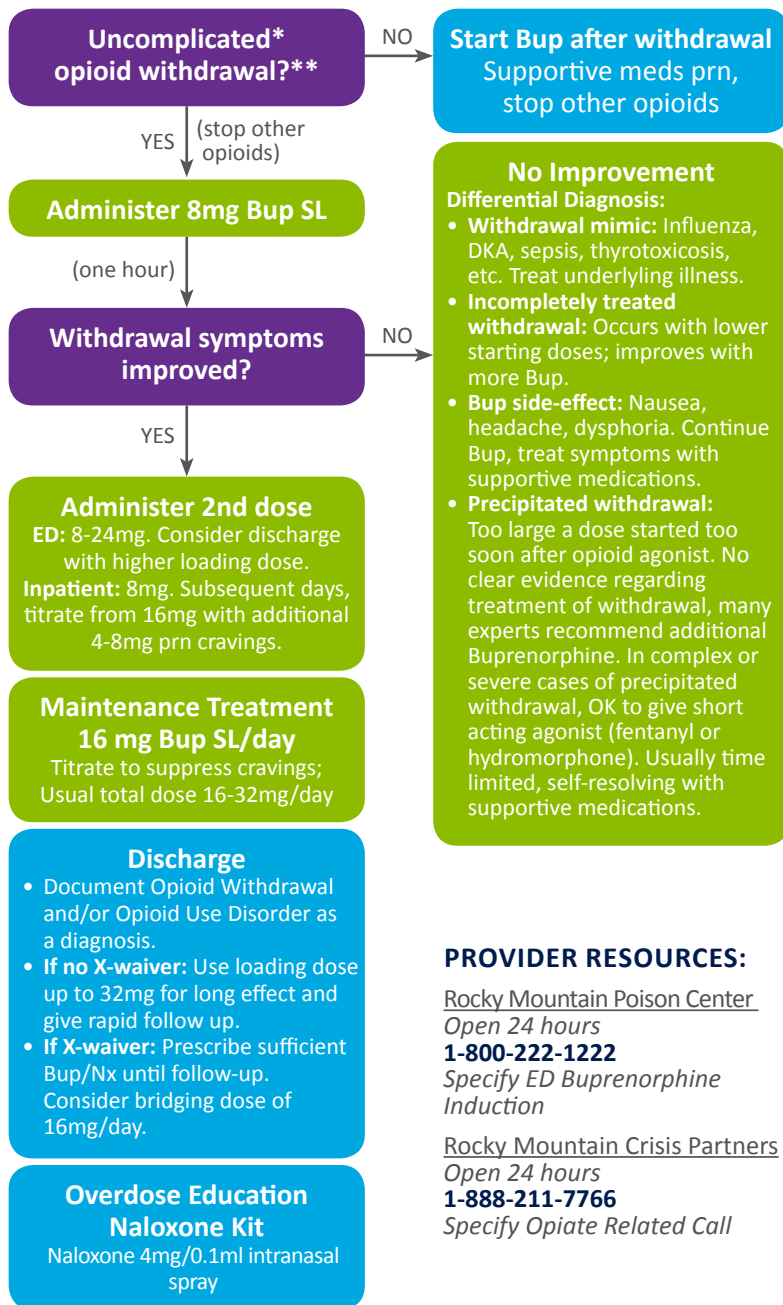 Uncomplicated*
opioid withdrawal?**
NO
Start Bup after withdrawal
Supportive meds prn,
stop other opioids
YES
(stop other
opioids)
Administer 8mg Bup SL
(one hour)
Withdrawal symptoms
improved?
NO
No Improvement
Differential Diagnosis:
• Withdrawal mimic: Influenza,
DKA, sepsis, thyrotoxicosis,
etc. Treat underlyling illness.
• Incompletely treated
withdrawal: Occurs with lower
starting doses; improves with
more Bup.
• Bup side-effect: Nausea,
headache, dysphoria. Continue
Bup, treat symptoms with
supportive medications.
• Precipitated withdrawal:
Too large a dose started too
soon after opioid agonist. No
clear evidence regarding
treatment of withdrawal, many
experts recommend additional
Buprenorphine. In complex or
severe cases of precipitated
withdrawal, OK to give short
acting agonist (fentanyl or
hydromorphone). Usually time
limited, self-resolving with
supportive medications.
YES
Administer 2nd dose
ED: 8-24mg. Consider discharge
with higher loading dose.
Inpatient: 8mg. Subsequent days,
titrate from 16mg with additional
4-8mg prn cravings.
Maintenance Treatment
16 mg Bup SL/day
Titrate to suppress cravings;
Usual total dose 16-32mg/day
Discharge
• Document Opioid Withdrawal
and/or Opioid Use Disorder as
a diagnosis.
• If no X-waiver: Use loading dose
up to 32mg for long effect and
give rapid follow up.
• If X-waiver: Prescribe sufficient
Bup/Nx until follow-up.
Consider bridging dose of
16mg/day.
Overdose Education
Naloxone Kit
Naloxone 4mg/0.1ml intranasal
spray
PROVIDER RESOURCES:
Rocky Mountain Poison Center
Open 24 hours
1-800-222-1222
Specify ED Buprenorphine
Induction
Rocky Mountain Crisis Partners
Open 24 hours
1-888-211-7766
Specify Opiate Related Call